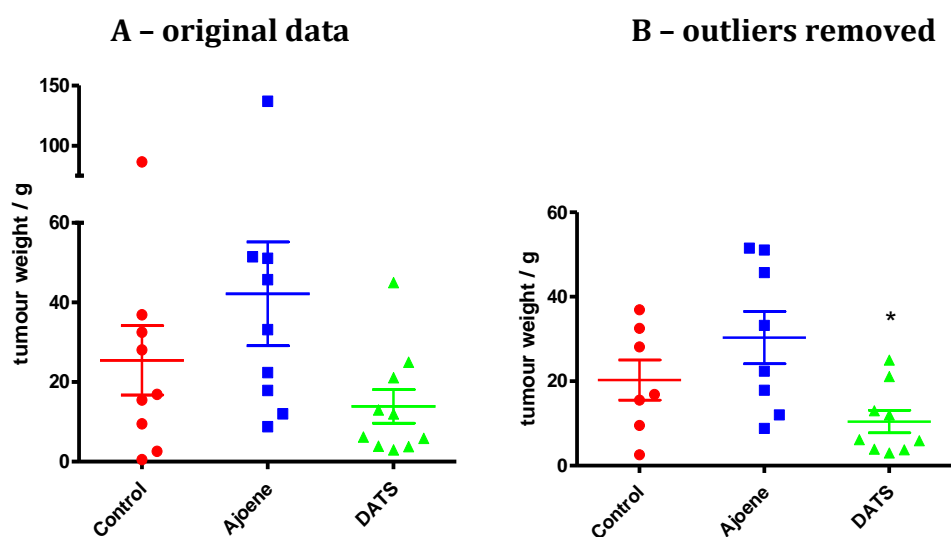 A – original data
B – outliers removed
tumour weight / g
150
100
60
40
20
0
Control
Ajoene
DATS
tumour weight / g
60
40
20
0
*
Control
Ajoene
DATS